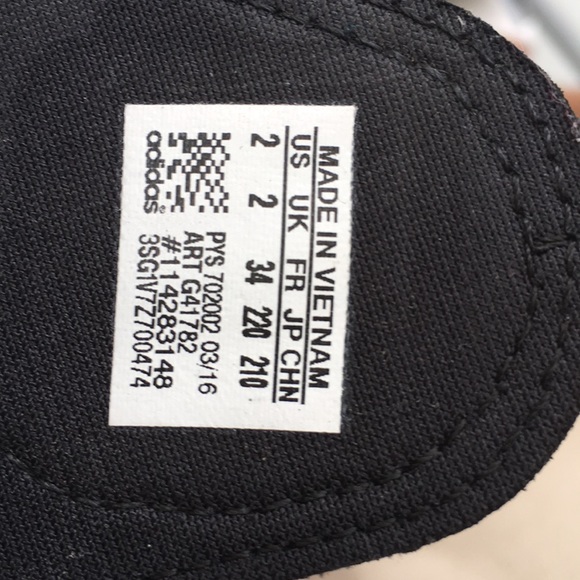 MADE IN VIETNAM
US UK FR JP CHN
2 2 34 220 210
PYS 702002 03/16
ART G41782
#114283148
3SG1V7Z700474
adidas®